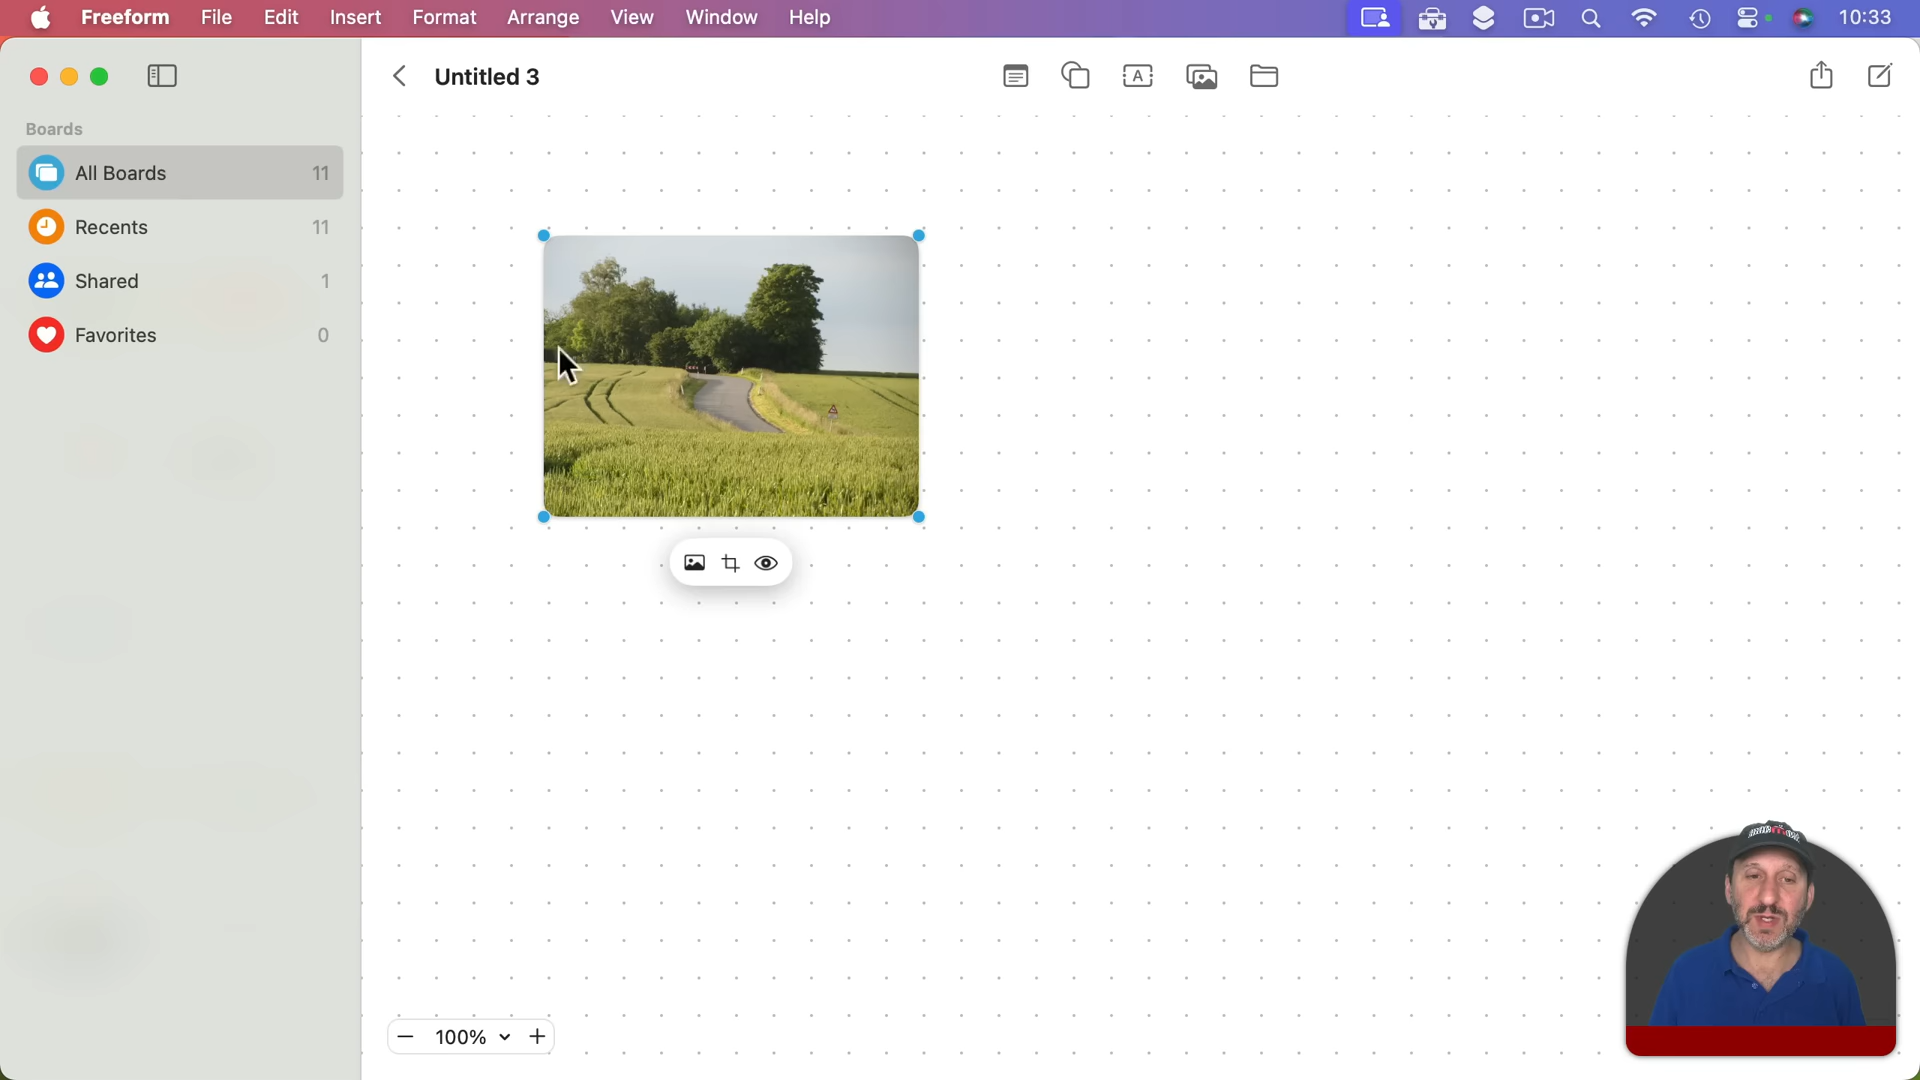 Freeform File Edit Insert Format Arrange View Window Help 10:33
Untitled 3
Boards
All Boards 11
Recents 11
Shared 1
Favorites 0
A
100%